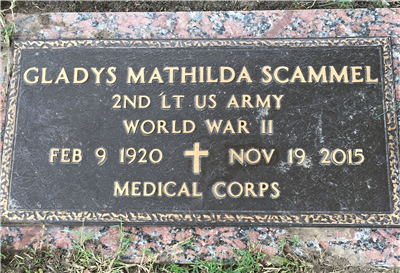 GLADYS MATHILDA SCAMMEL
2ND LT US ARMY
WORLD WAR II
FEB 9 1920 NOV 19 2015
MEDICAL CORPS